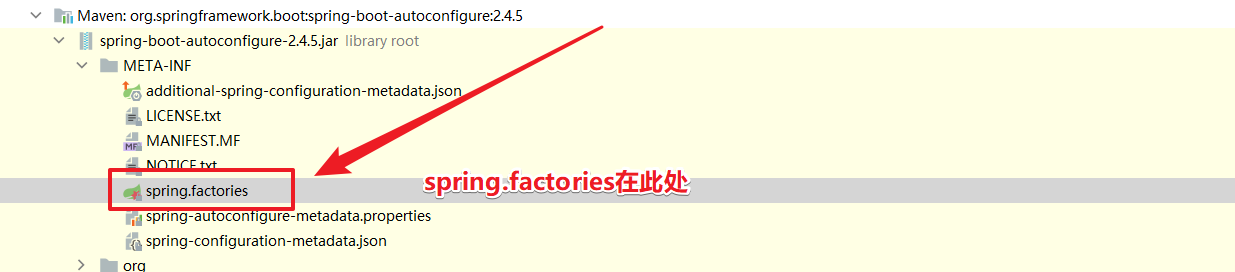 Maven: org.springframework.boot:spring-boot-autoconfigure:2.4.5
spring-boot-autoconfigure-2.4.5.jar library root
META-INF
additional-spring-configuration-metadata.json
LICENSE.txt
MF MANIFEST.MF
NOTICE.txt
spring.factories
spring.factories在此处
spring-autoconfigure-metadata.properties
spring-configuration-metadata.json
org